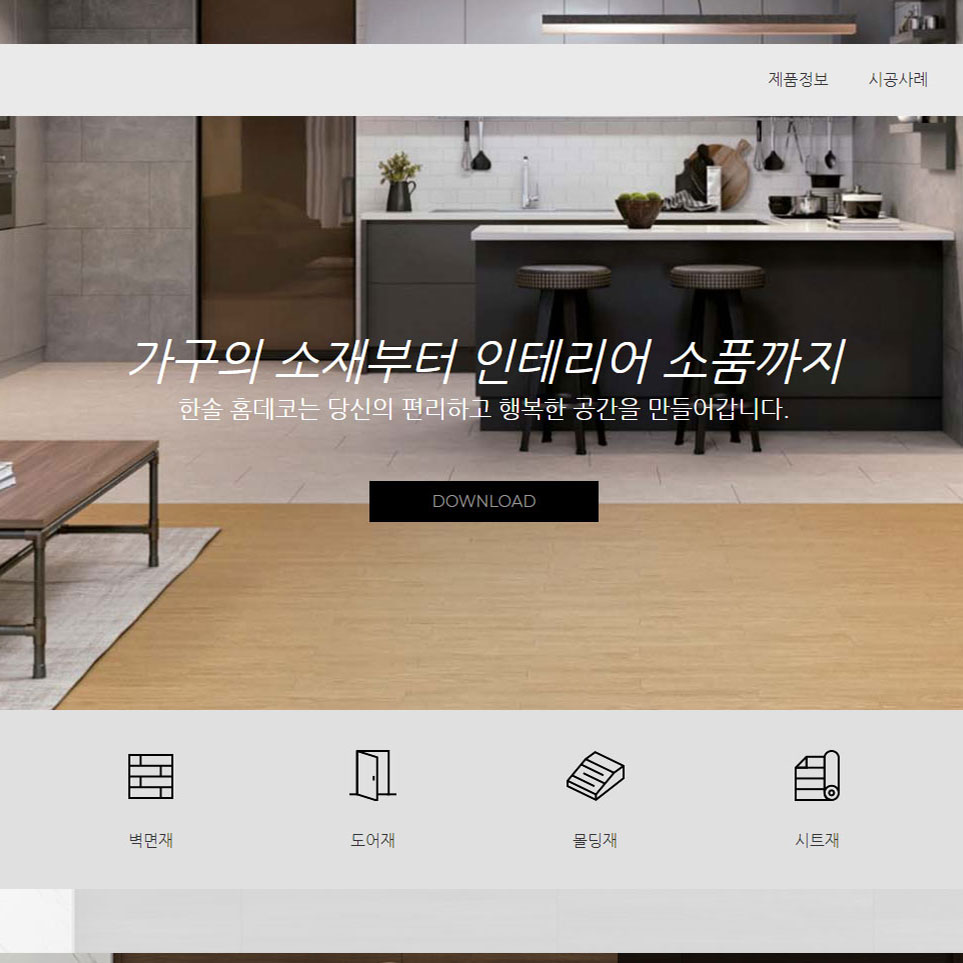 제품정보 시공사례
가구의 소재부터 인테리어 소품까지
한솔 홈데코는 당신의 편리하고 행복한 공간을 만들어갑니다.
DOWNLOAD
벽면재 도어재 몰딩재 시트재